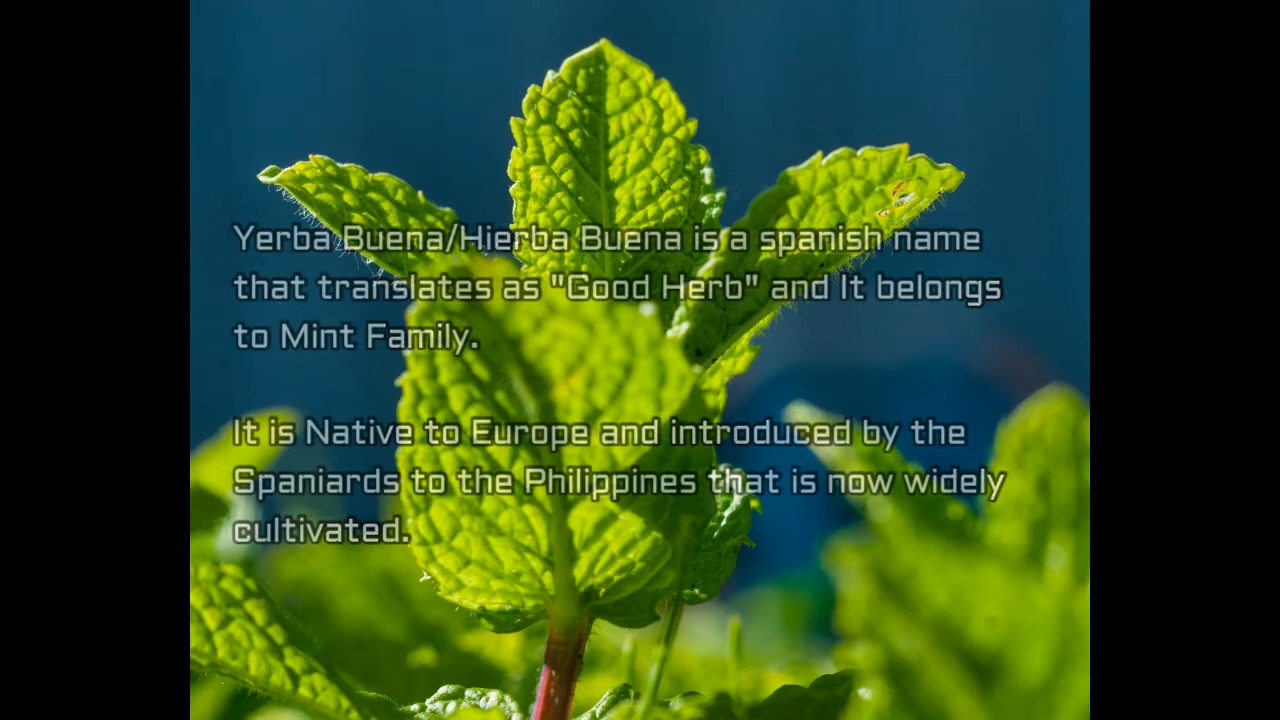 Yerba Buena/Hierba Buena is a spanish name
that translates as "Good Herb" and It belongs
to Mint Family.
It is Native to Europe and introduced by the
Spaniards to the Philippines that is now widely
cultivated.